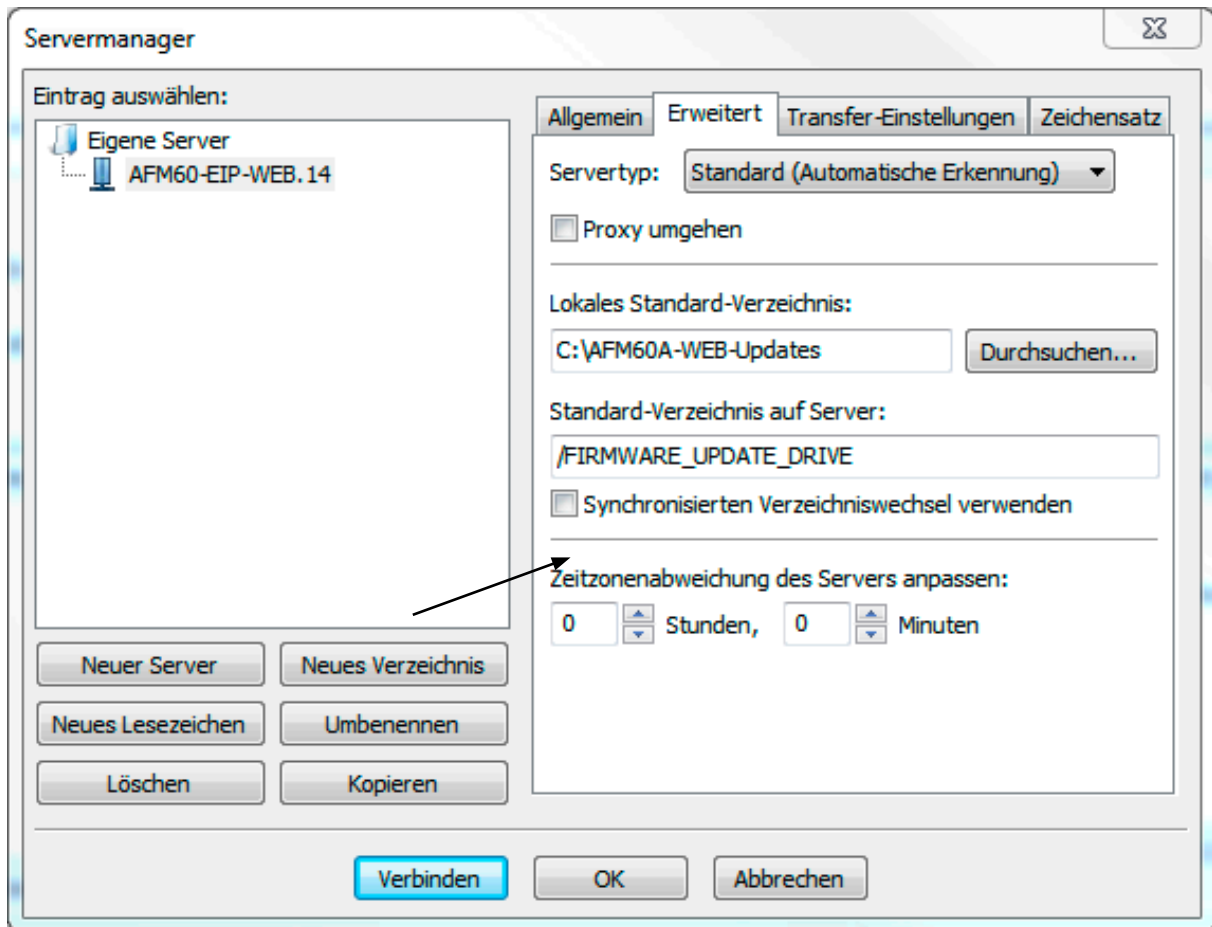 Servermanager
Eintrag auswählen:
Eigene Server
AFM60-EIP-WEB.14
Neuer Server
Neues Verzeichnis
Neues Lesezeichen
Umbenennen
Löschen
Kopieren
Allgemein
Erweitert
Transfer-Einstellungen
Zeichensatz
Servertyp:
Standard (Automatische Erkennung)
Proxy umgehen
Lokales Standard-Verzeichnis:
C:\AFM60A-WEB-Updates
Durchsuchen...
Standard-Verzeichnis auf Server:
/FIRMWARE_UPDATE_DRIVE
Synchronisierten Verzeichniswechsel verwenden
Zeitzonenabweichung des Servers anpassen:
0 Stunden, 0 Minuten
Verbinden
OK
Abbrechen